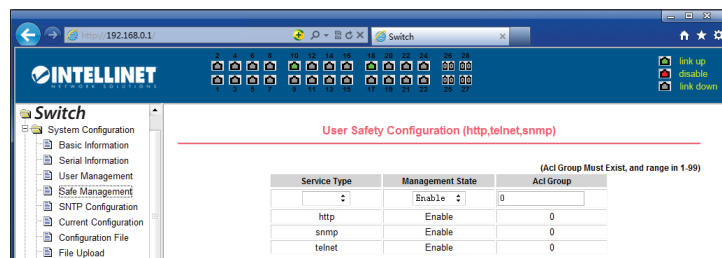 http://192.168.0.1/
Switch
2 4 6 8 10 12 14 16 18 20 22 24 26 28
1 3 5 7 9 11 13 15 17 19 21 23 25 27
link up
disable
link down
INTELLINET
NETWORK SOLUTIONS
Switch
System Configuration
Basic Information
Serial Information
User Management
Safe Management
SNTP Configuration
Current Configuration
Configuration File
File Upload
User Safety Configuration (http,telnet,snmp)
(Acl Group Must Exist, and range in 1-99)
Service Type Management State Acl Group
Enable 0
http Enable 0
snmp Enable 0
telnet Enable 0